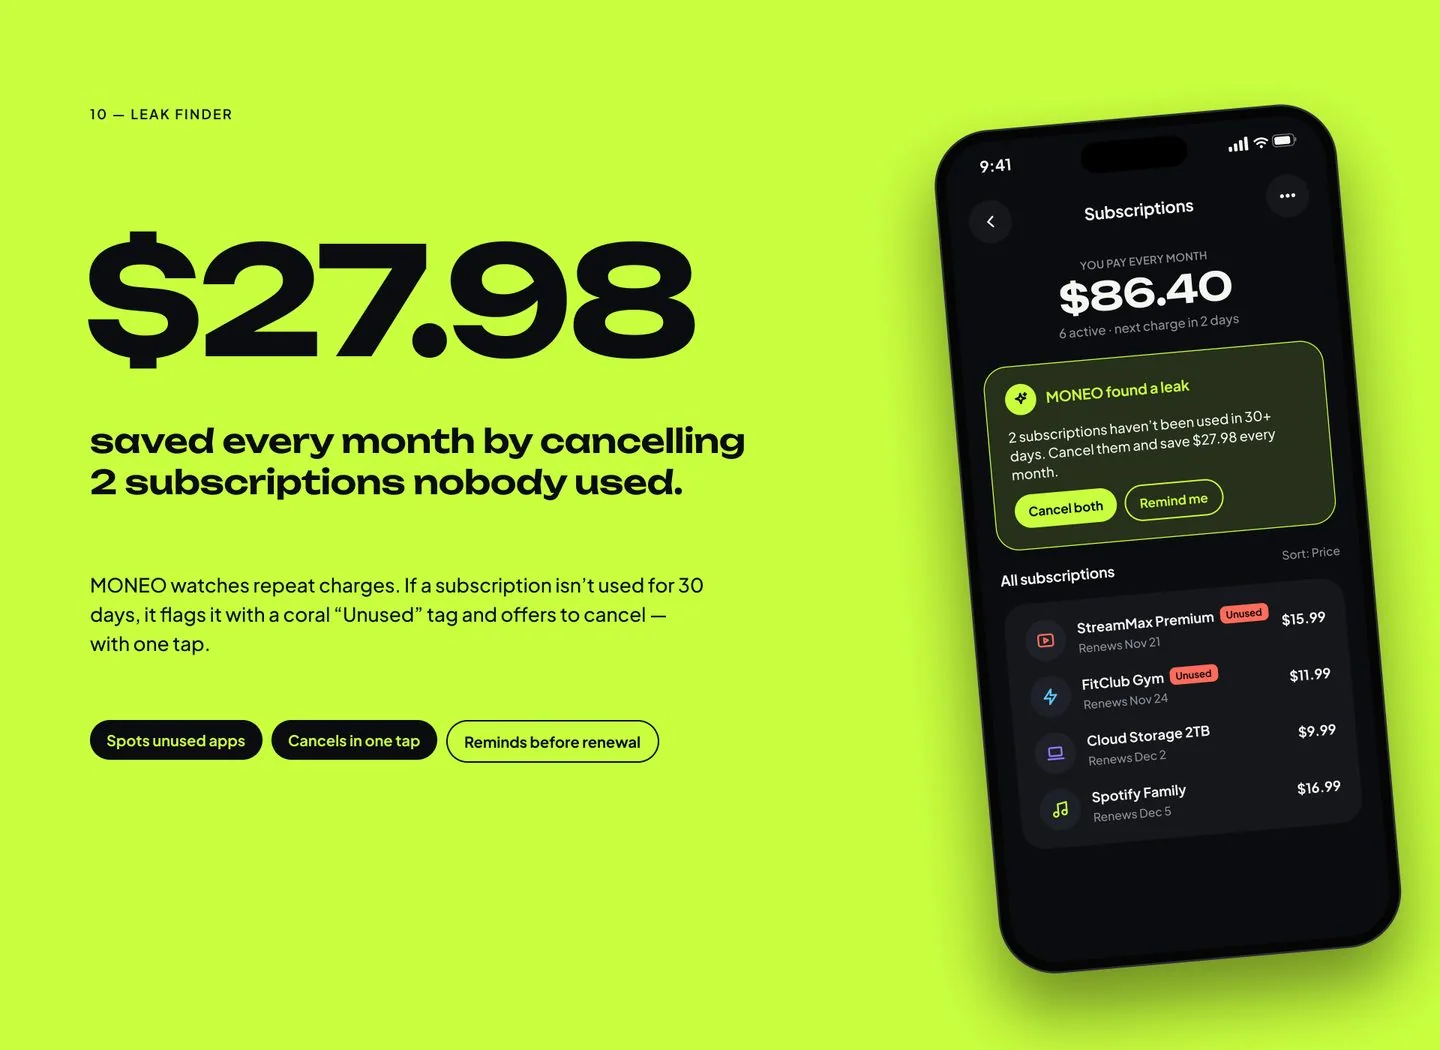 10 — LEAK FINDER
$27.98
saved every month by cancelling
2 subscriptions nobody used.
MONEO watches repeat charges. If a subscription isn’t used for 30
days, it flags it with a coral “Unused” tag and offers to cancel —
with one tap.
Spots unused apps
Cancels in one tap
Reminds before renewal
9:41
Subscriptions
YOU PAY EVERY MONTH
$86.40
6 active · next charge in 2 days
MONEO found a leak
2 subscriptions haven’t been used in 30+
days. Cancel them and save $27.98 every
month.
Cancel both
Remind me
All subscriptions
Sort: Price
StreamMax Premium Unused $15.99
Renews Nov 21
FitClub Gym Unused $11.99
Renews Nov 24
Cloud Storage 2TB $9.99
Renews Dec 2
Spotify Family $16.99
Renews Dec 5